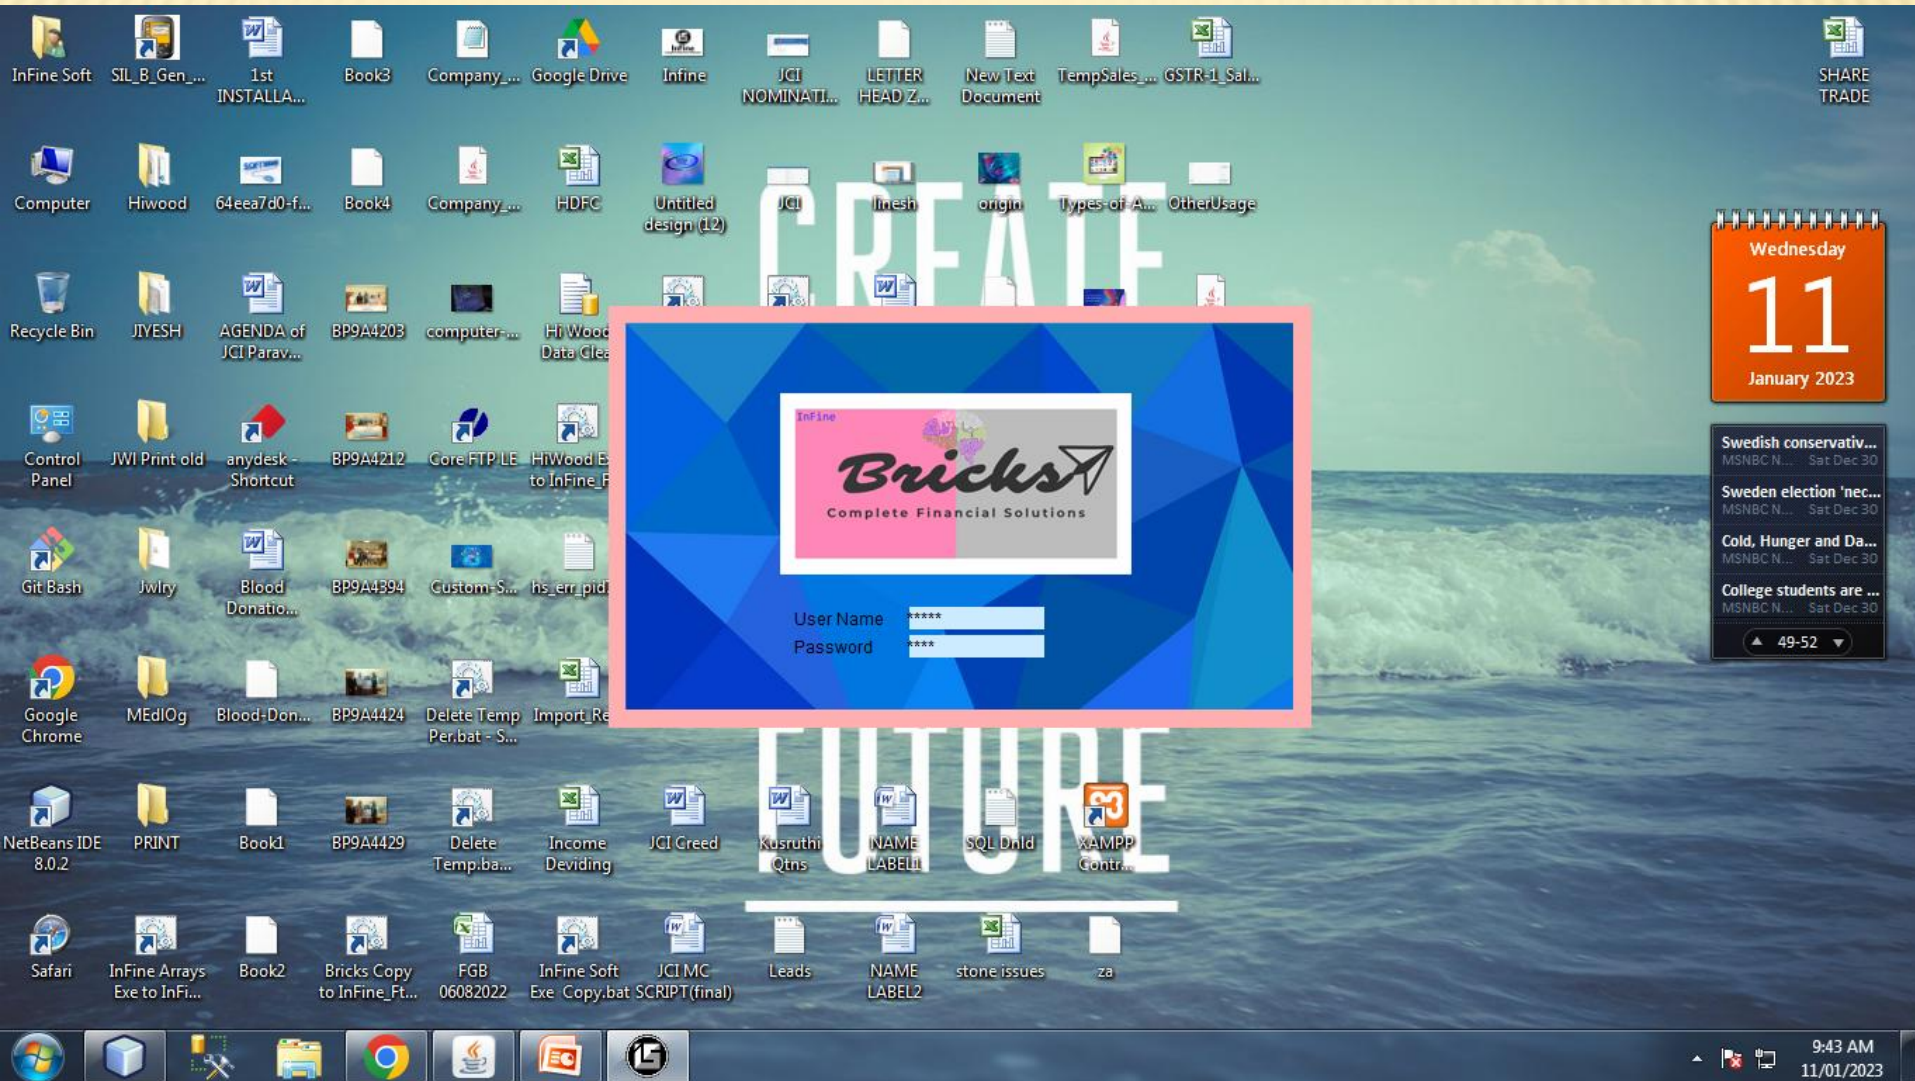 InFine Soft
SIL_B_Gen_...
1st
INSTALLA...
Book3
Company_...
Google Drive
Infine
JCI
NOMINATI...
LETTER
HEAD Z...
New Text
Document
TempSales_...
GSTR-1_Sal...
SHARE
TRADE
Computer
Hiwood
64eea7d0-f...
Book4
Company_...
HDFC
Untitled
design (12)
JCI
linesh
origin
Types-of-A...
OtherUsage
CREATE
Recycle Bin
JIYESH
AGENDA of
JCI Parav...
BP9A4203
computer-...
Hi Wood
Data Clea
Wednesday
11
January 2023
Control
Panel
JWI Print old
anydesk -
Shortcut
BP9A4212
Core FTP LE
HiWood E
to InFine_F
InFine
Bricks
Complete Financial Solutions
User Name *****
Password ****
Swedish conservativ...
MSNBC N... Sat Dec 30
Sweden election 'nec...
MSNBC N... Sat Dec 30
Cold, Hunger and Da...
MSNBC N... Sat Dec 30
College students are ...
MSNBC N... Sat Dec 30
49-52
Git Bash
Jwlry
Blood
Donatio...
BP9A4394
Custom-S...
hs_err_pid
Google
Chrome
MEdIOg
Blood-Don...
BP9A4424
Delete Temp
Per.bat - S...
Import_Re
FUTURE
NetBeans IDE
8.0.2
PRINT
Book1
BP9A4429
Delete
Temp.ba...
Income
Deviding
JCI Creed
Kusruthi
Qtns
NAME
LABEL1
SQL Dnld
XAMPP
Contr...
Safari
InFine Arrays
Exe to InFi...
Book2
Bricks Copy
to InFine_Ft...
FGB
06082022
InFine Soft
Exe Copy.bat
JCI MC
SCRIPT(final)
Leads
NAME
LABEL2
stone issues
za
9:43 AM
11/01/2023